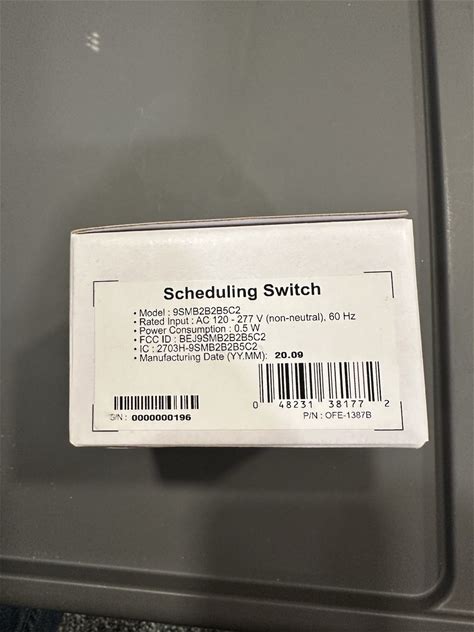 Scheduling Switch
• Model : 9SMB2B2B5C2
• Rated Input : AC 120 - 277 V (non-neutral), 60 Hz
• Power Consumption : 0.5 W
• FCC ID : BEJ9SMB2B2B5C2
• IC : 2703H-9SMB2B2B5C2
• Manufacturing Date (YY.MM): 20.09
S/N : 0000000196
0 48231 38177 2
P/N : OFE-1387B